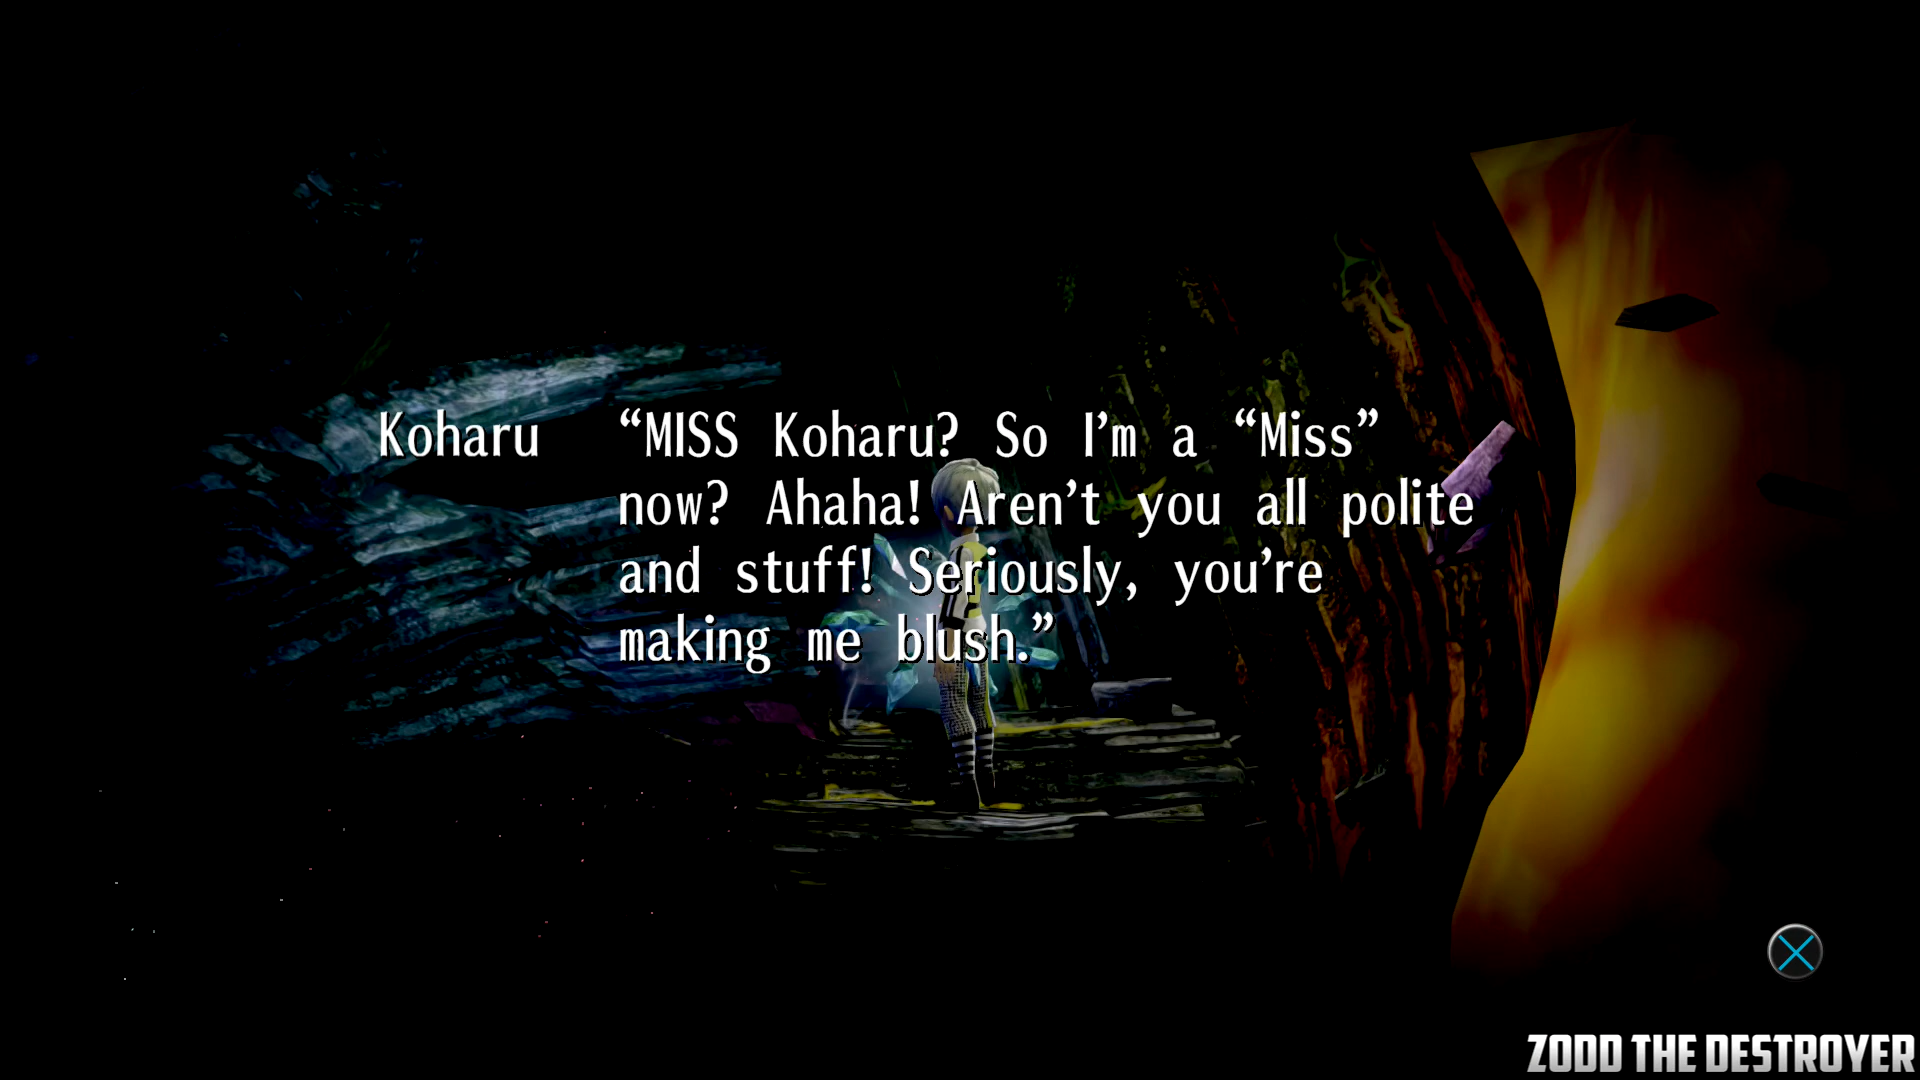 Koharu “MISS Koharu? So I’m a “Miss”
now? Ahaha! Aren’t you all polite
and stuff! Seriously, you’re
making me blush.”
ZODD THE DESTROYER